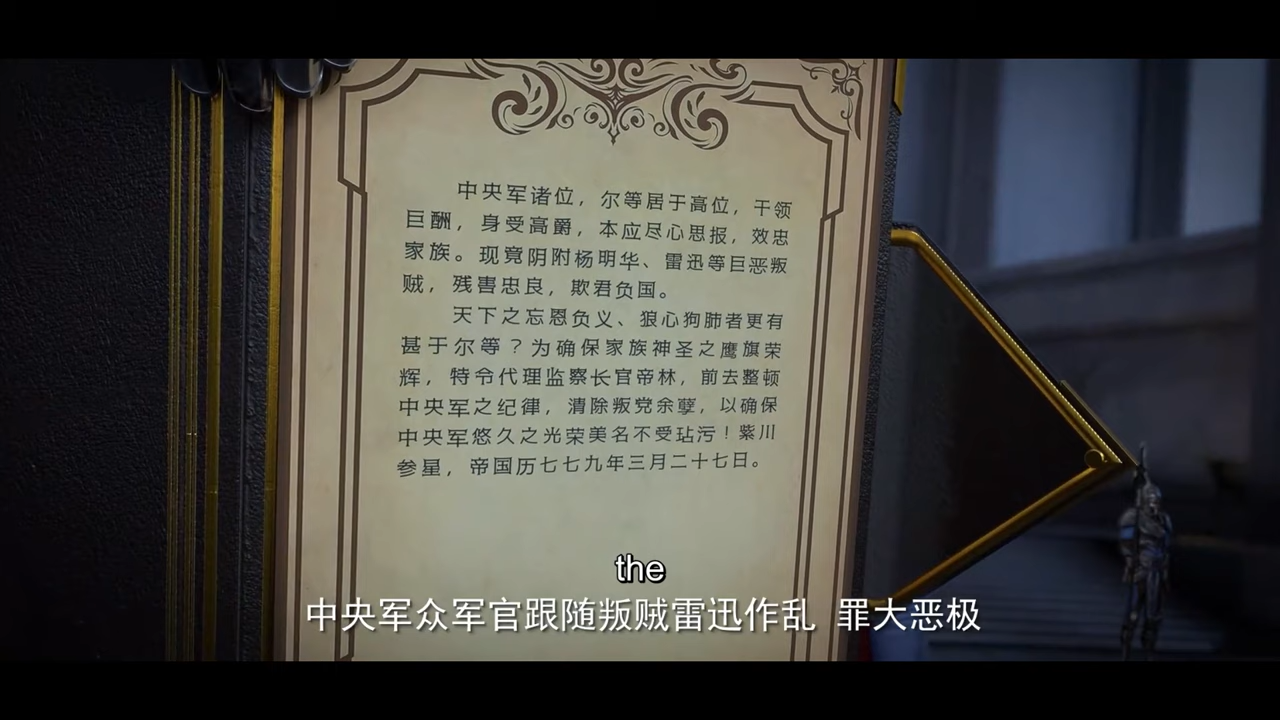 中央军诸位，尔等居于高位，干领
巨酬，身受高爵，本应尽心思报，效忠
家族。现竟阴附杨明华、雷迅等巨恶叛
贼，残害忠良，欺君负国。
天下之忘恩负义、狼心狗肺者更有
甚于尔等？为确保家族神圣之鹰旗荣
辉，特令代理监察长官帝林，前去整顿
中央军之纪律，清除叛党余孽，以确保
中央军悠久之光荣美名不受玷污！紫川
参星，帝国历七七九年三月二十七日。
the
中央军众军官跟随叛贼雷迅作乱 罪大恶极